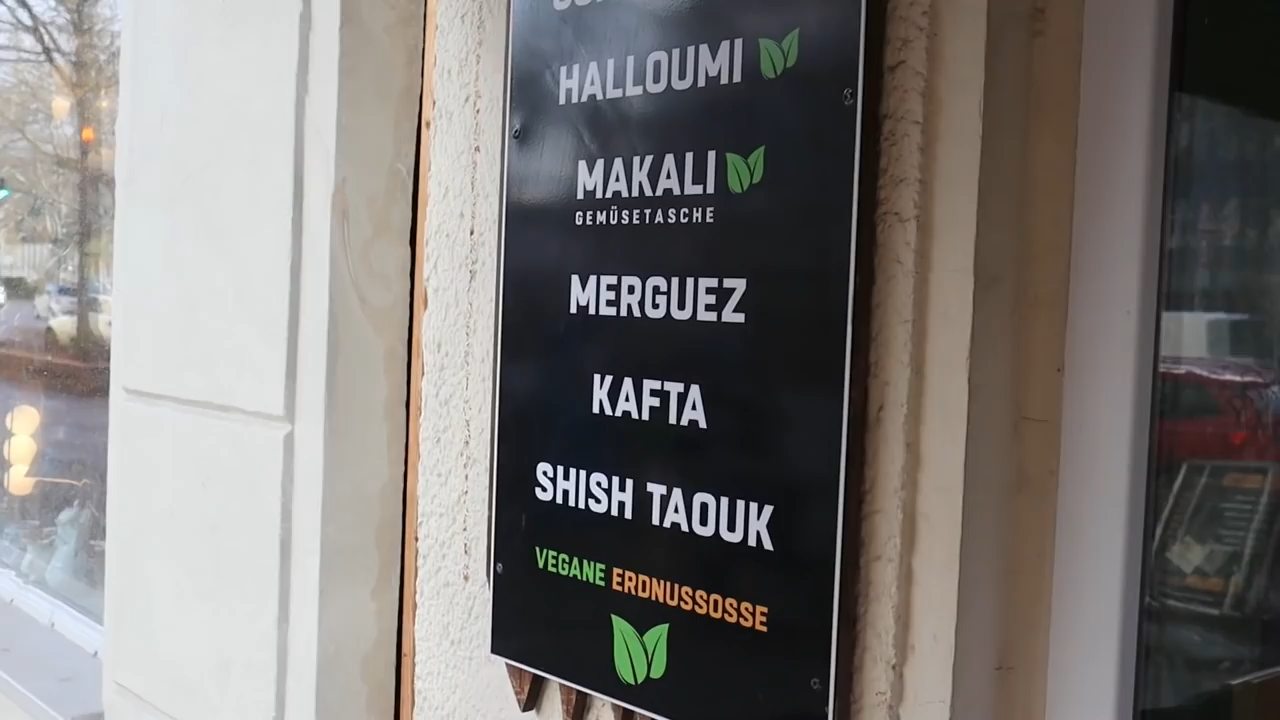 HALLOUMI
MAKALI
GEMÜSETASCHE
MERGUEZ
KAFTA
SHISH TAOUK
VEGANE ERDNUSSOSSE